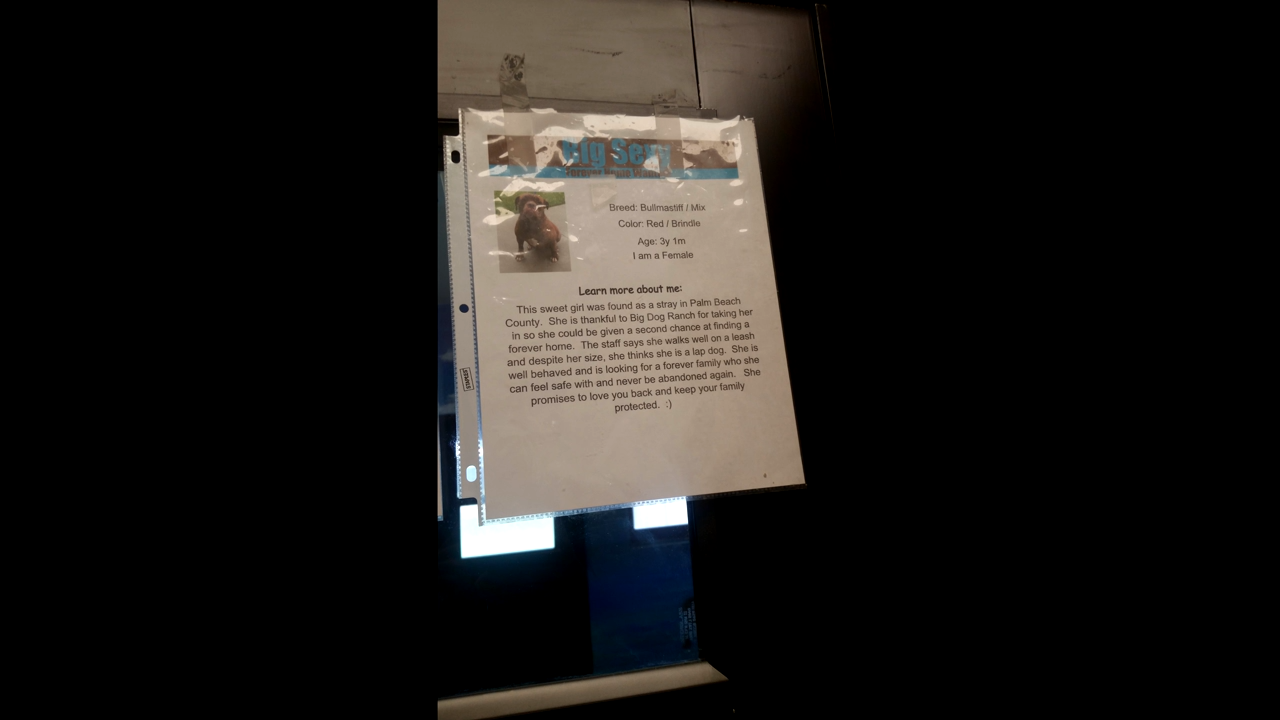 Big Sexy
Forever Home Wanted
Breed: Bullmastiff / Mix
Color: Red / Brindle
Age: 3y 1m
I am a Female
Learn more about me:
This sweet girl was found as a stray in Palm Beach
County. She is thankful to Big Dog Ranch for taking her
in so she could be given a second chance at finding a
forever home. The staff says she walks well on a leash
and despite her size, she thinks she is a lap dog. She is
well behaved and is looking for a forever family who she
can feel safe with and never be abandoned again. She
promises to love you back and keep your family
protected. :)